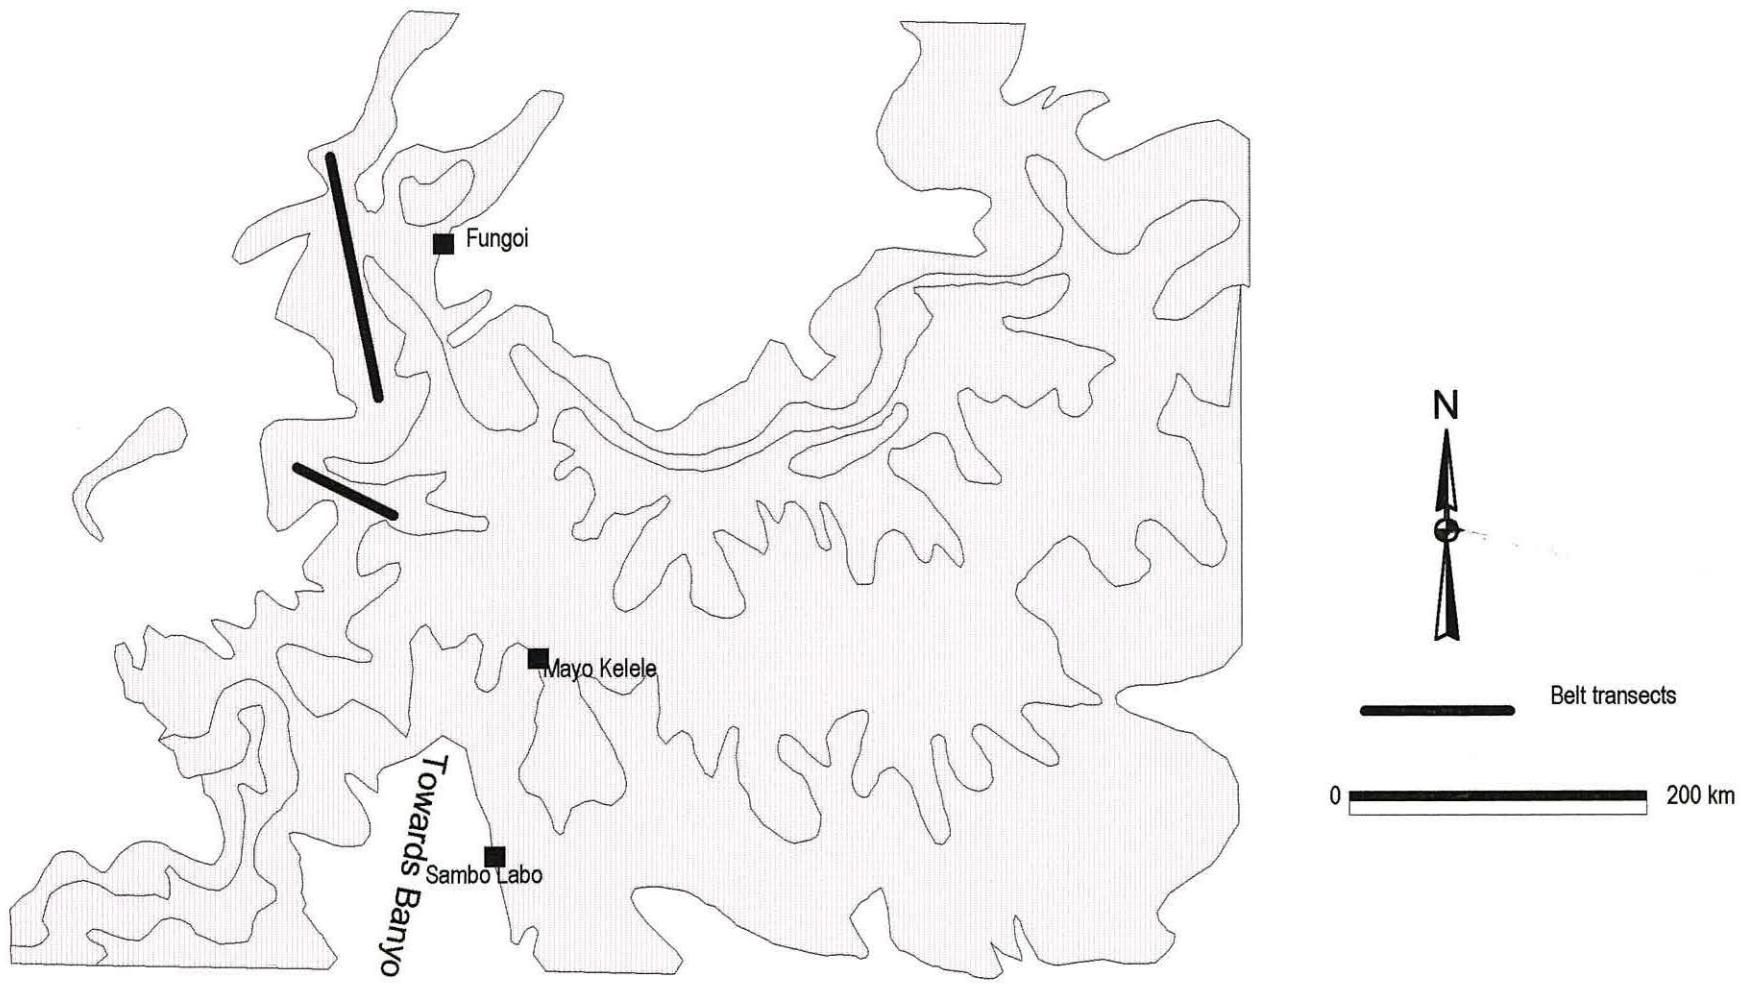 Fungoi
N
Mayo Kelele
Belt transects
Towards Banyo
0
200 km
Sambo Labo